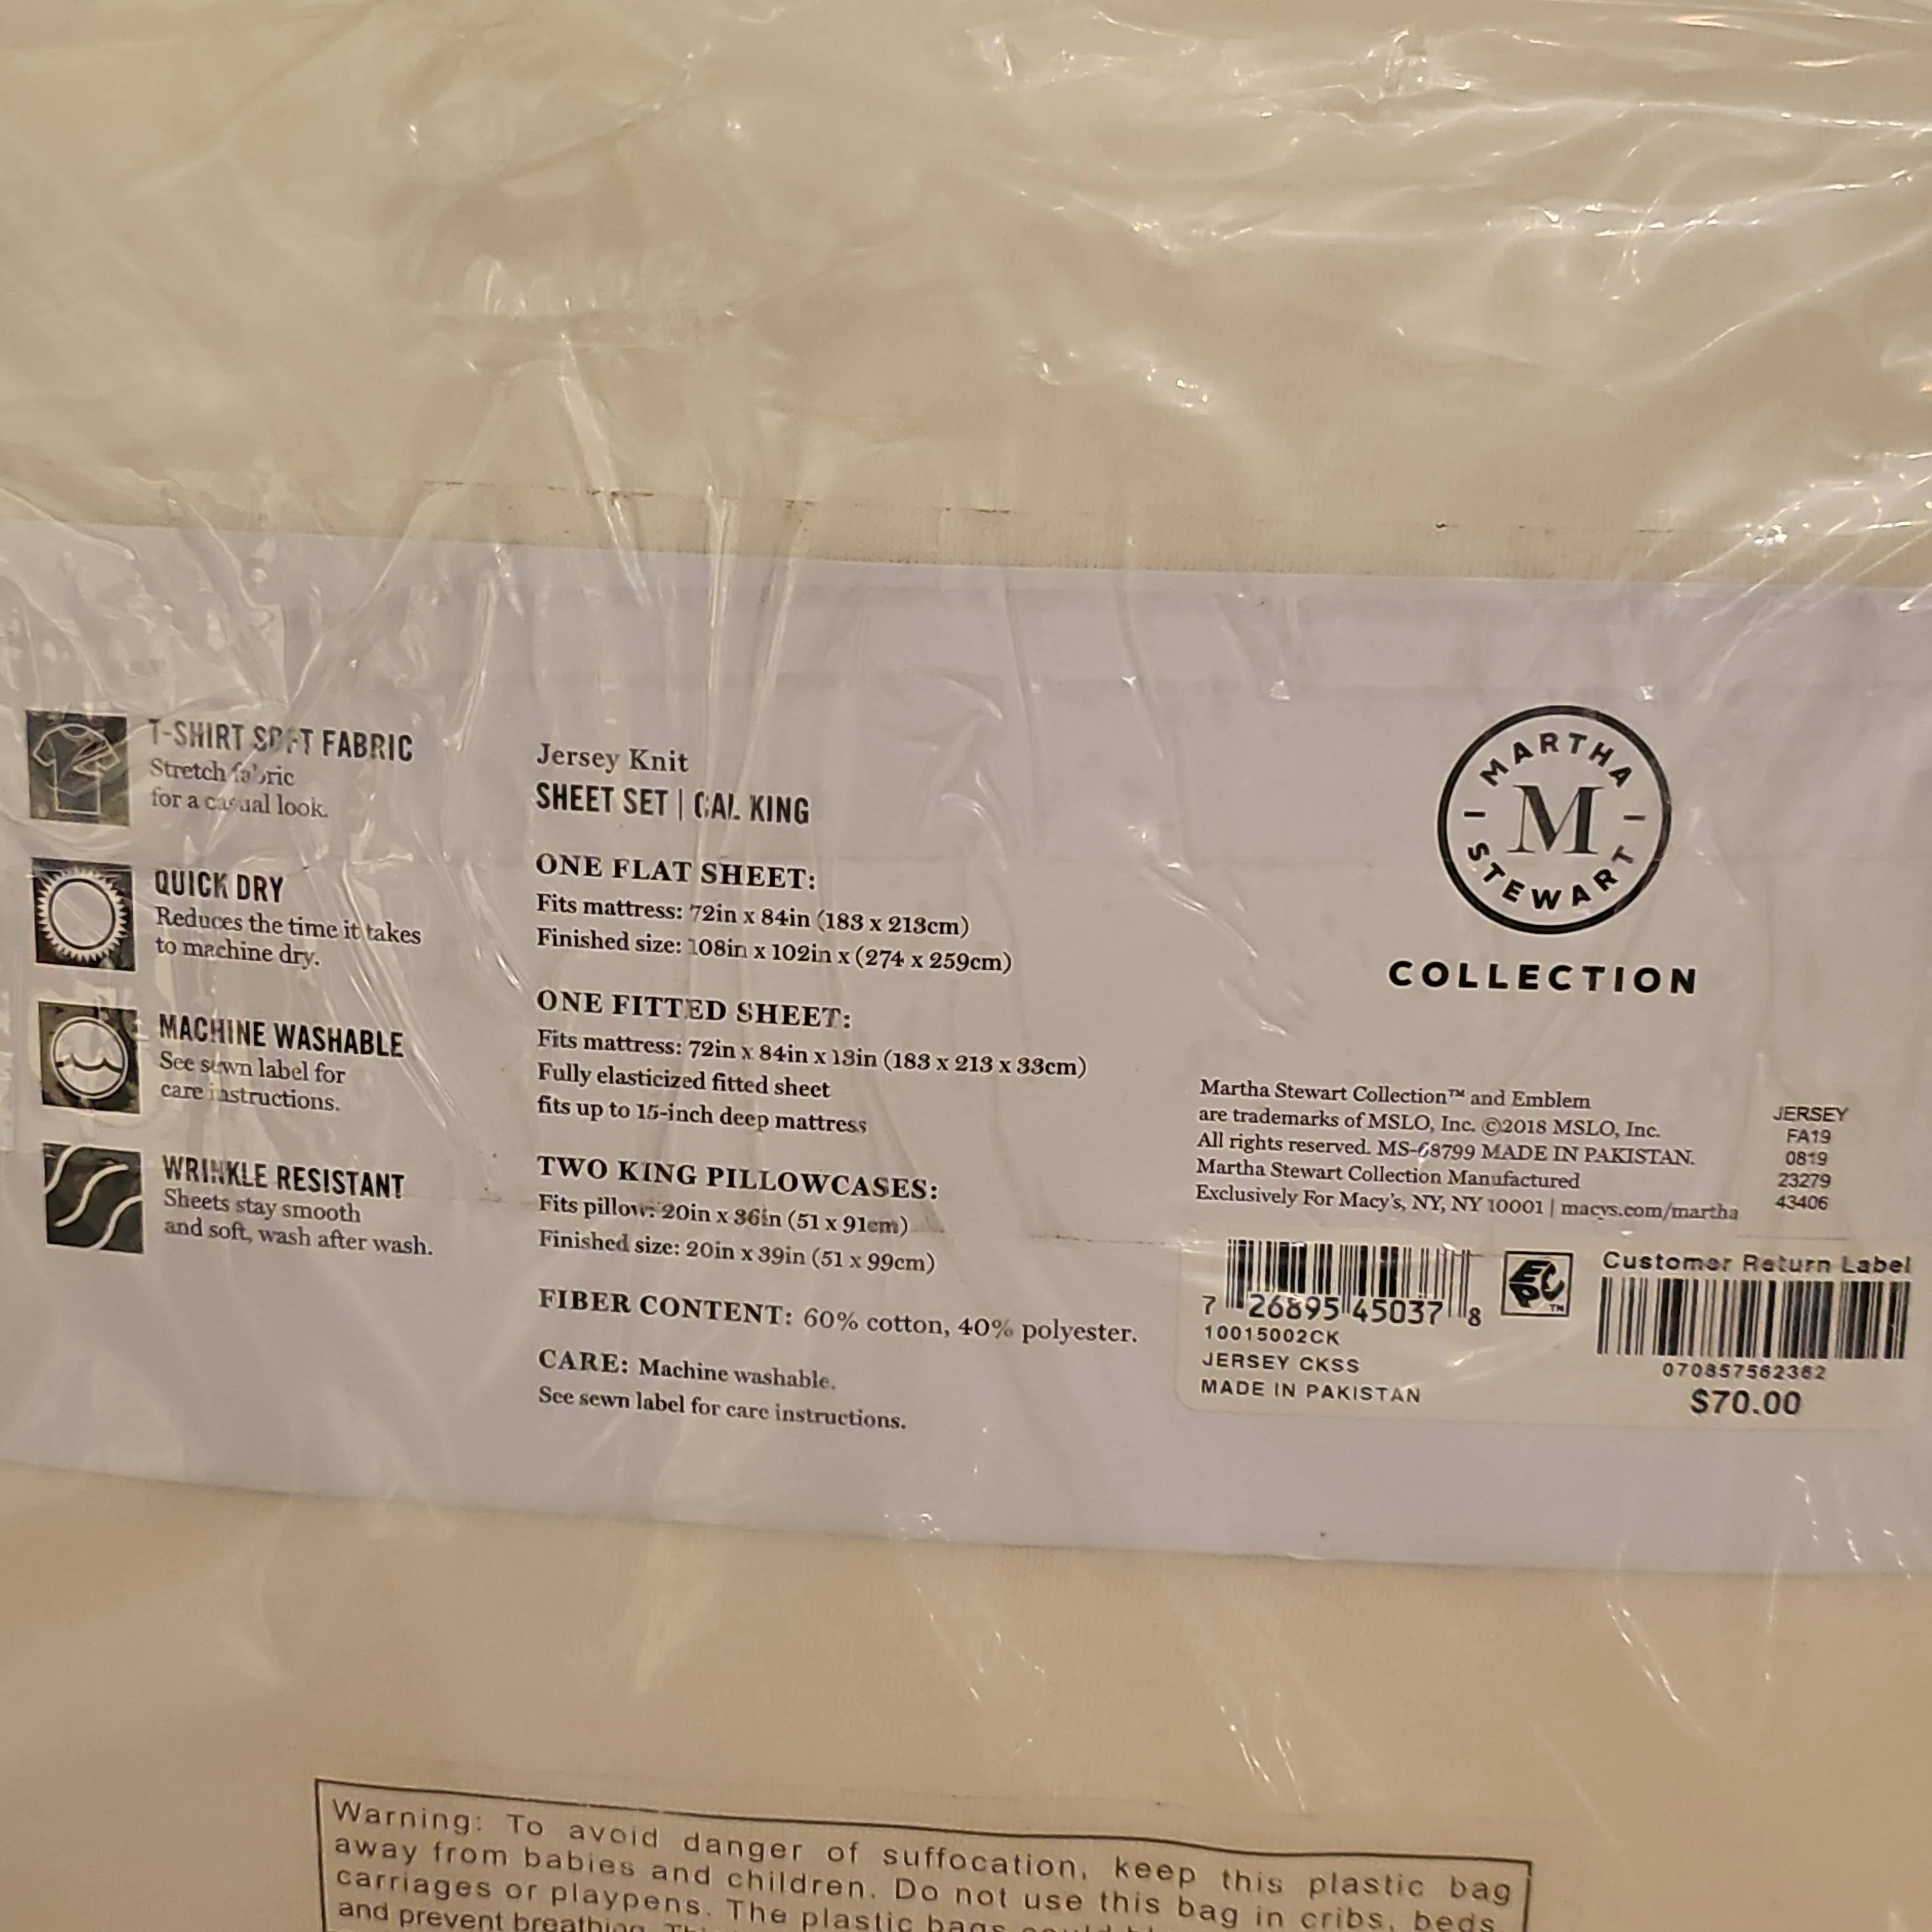 T-SHIRT SOFT FABRIC
Stretch fabric
for a casual look.
QUICK DRY
Reduces the time it takes
to machine dry.
MACHINE WASHABLE
See sewn label for
care instructions.
WRINKLE RESISTANT
Sheets stay smooth
and soft, wash after wash.
Jersey Knit
SHEET SET | CAL KING
ONE FLAT SHEET:
Fits mattress: 72in x 84in (183 x 213cm)
Finished size: 108in x 102in x (274 x 259cm)
ONE FITTED SHEET:
Fits mattress: 72in x 84in x 13in (183 x 213 x 33cm)
Fully elasticized fitted sheet
fits up to 15-inch deep mattress
TWO KING PILLOWCASES:
Fits pillow: 20in x 36in (51 x 91cm)
Finished size: 20in x 39in (51 x 99cm)
FIBER CONTENT: 60% cotton, 40% polyester.
CARE: Machine washable.
See sewn label for care instructions.
MARTHA
M
STEWART
COLLECTION
Martha Stewart Collection™ and Emblem
are trademarks of MSLO, Inc. ©2018 MSLO, Inc.
All rights reserved. MS-68799 MADE IN PAKISTAN.
Martha Stewart Collection Manufactured
Exclusively For Macy's, NY, NY 10001 | macys.com/martha
JERSEY
FA19
0819
23279
43406
7 26895 45037 8
10015002CK
JERSEY CKSS
MADE IN PAKISTAN
EPC TM
Customer Return Label
070857562362
$70.00
Warning: To avoid danger of suffocation, keep this plastic bag
away from babies and children. Do not use this bag in cribs, beds,
carriages or playpens. The plastic bags could
and prevent breathing.